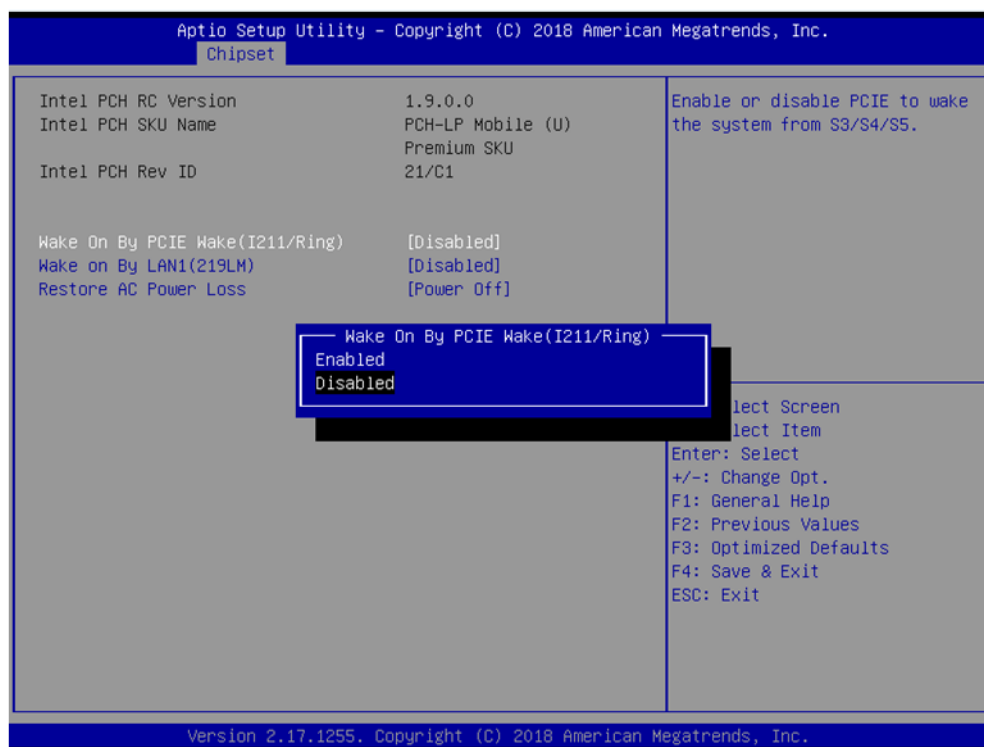 Aptio Setup Utility – Copyright (C) 2018 American Megatrends, Inc.
Chipset
Intel PCH RC Version 1.9.0.0
Intel PCH SKU Name PCH-LP Mobile (U)
Premium SKU
Intel PCH Rev ID 21/C1
Wake On By PCIE Wake(I211/Ring) [Disabled]
Wake on By LAN1(219LM) [Disabled]
Restore AC Power Loss [Power Off]
Wake On By PCIE Wake(I211/Ring)
Enabled
Disabled
Enable or disable PCIE to wake
the system from S3/S4/S5.
lect Screen
lect Item
Enter: Select
+/-: Change Opt.
F1: General Help
F2: Previous Values
F3: Optimized Defaults
F4: Save & Exit
ESC: Exit
Version 2.17.1255. Copyright (C) 2018 American Megatrends, Inc.